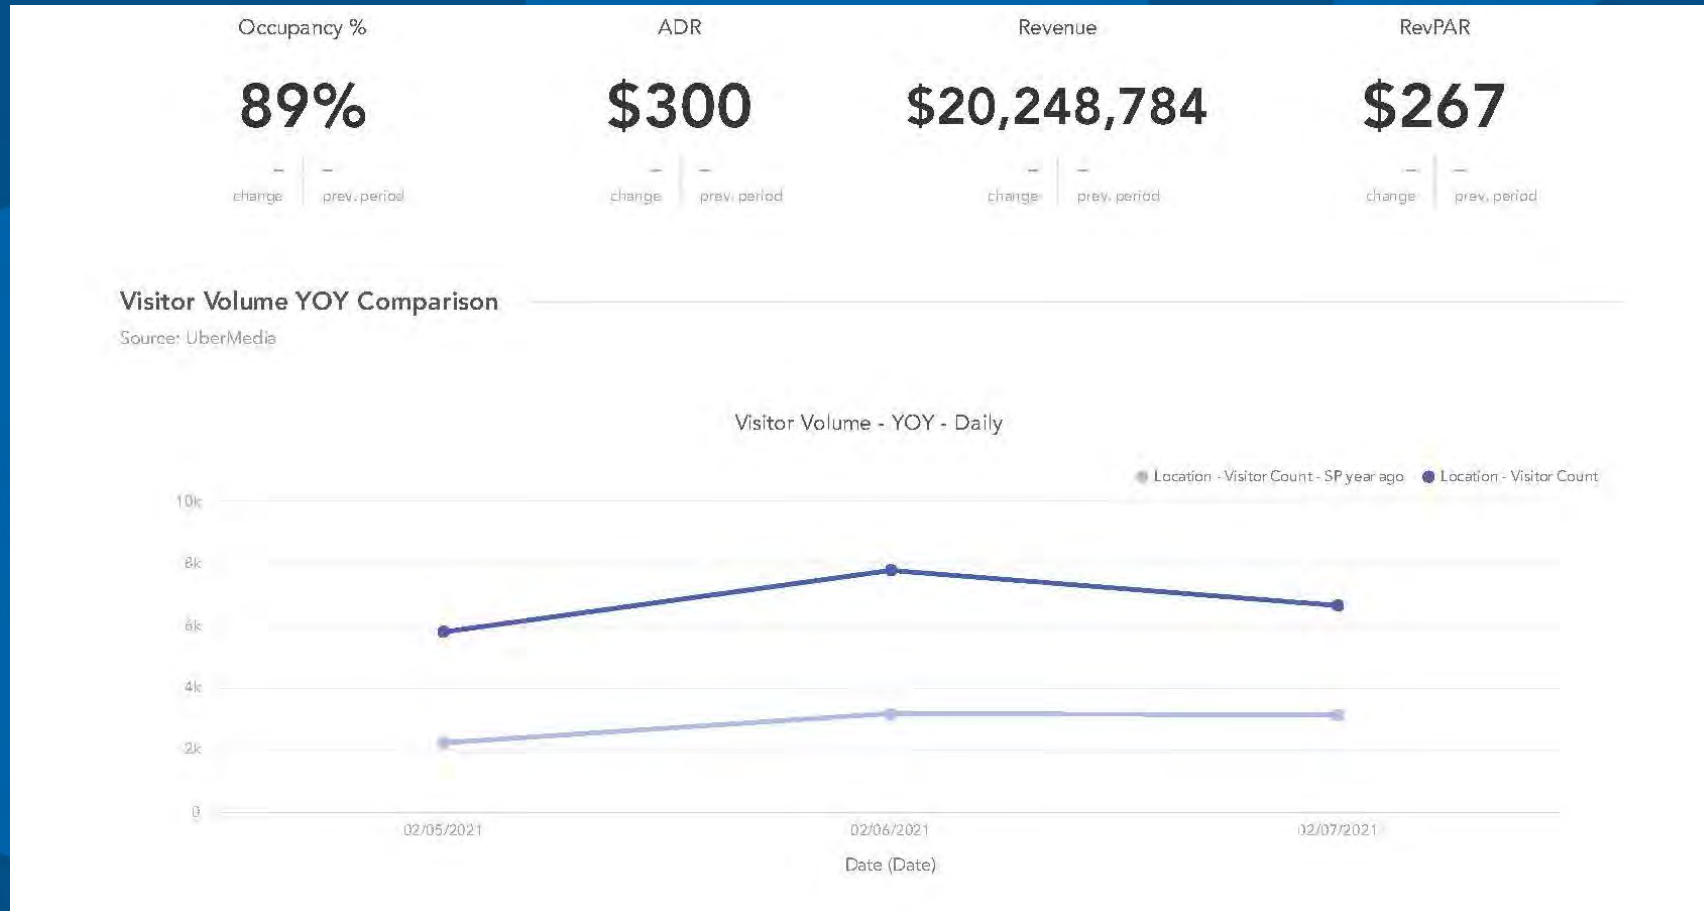 Occupancy % ADR Revenue RevPAR
89% $300 $20,248,784 $267
– – – – – – – –
change prev. period change prev. period change prev. period change prev. period
Visitor Volume YOY Comparison
Source: UberMedia
Visitor Volume - YOY - Daily
Location - Visitor Count - SP year ago Location - Visitor Count
10k
8k
6k
4k
2k
0
02/05/2021 02/06/2021 02/07/2021
Date (Date)